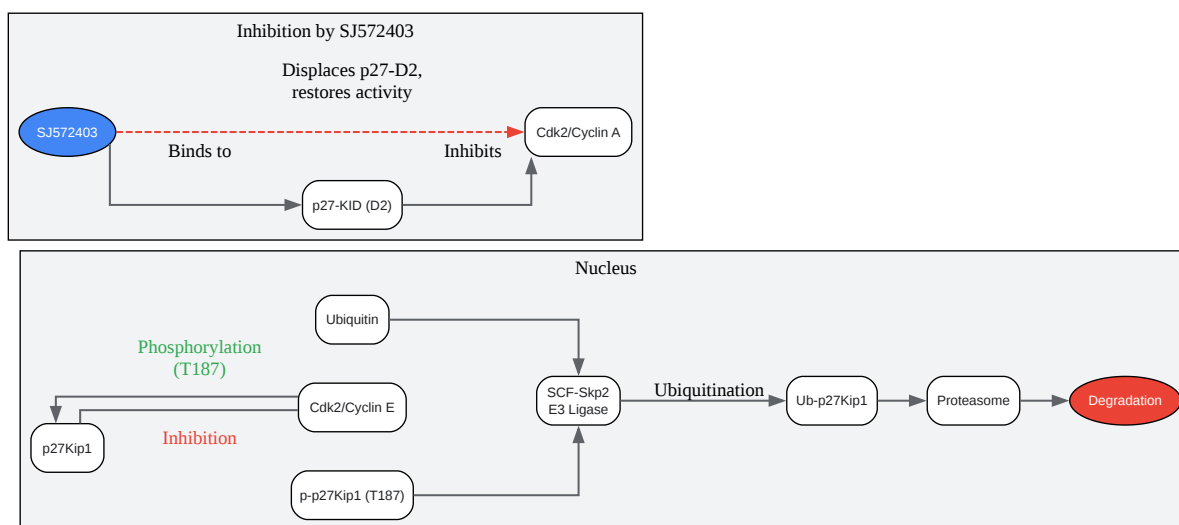 Inhibition by SJ572403
Displaces p27-D2,
restores activity
SJ572403
Cdk2/Cyclin A
Binds to
Inhibits
p27-KID (D2)
Nucleus
Ubiquitin
Phosphorylation
(T187)
Cdk2/Cyclin E
SCF-Skp2
E3 Ligase
Ubiquitination
Ub-p27Kip1
Proteasome
Degradation
Inhibition
p27Kip1
p-p27Kip1 (T187)